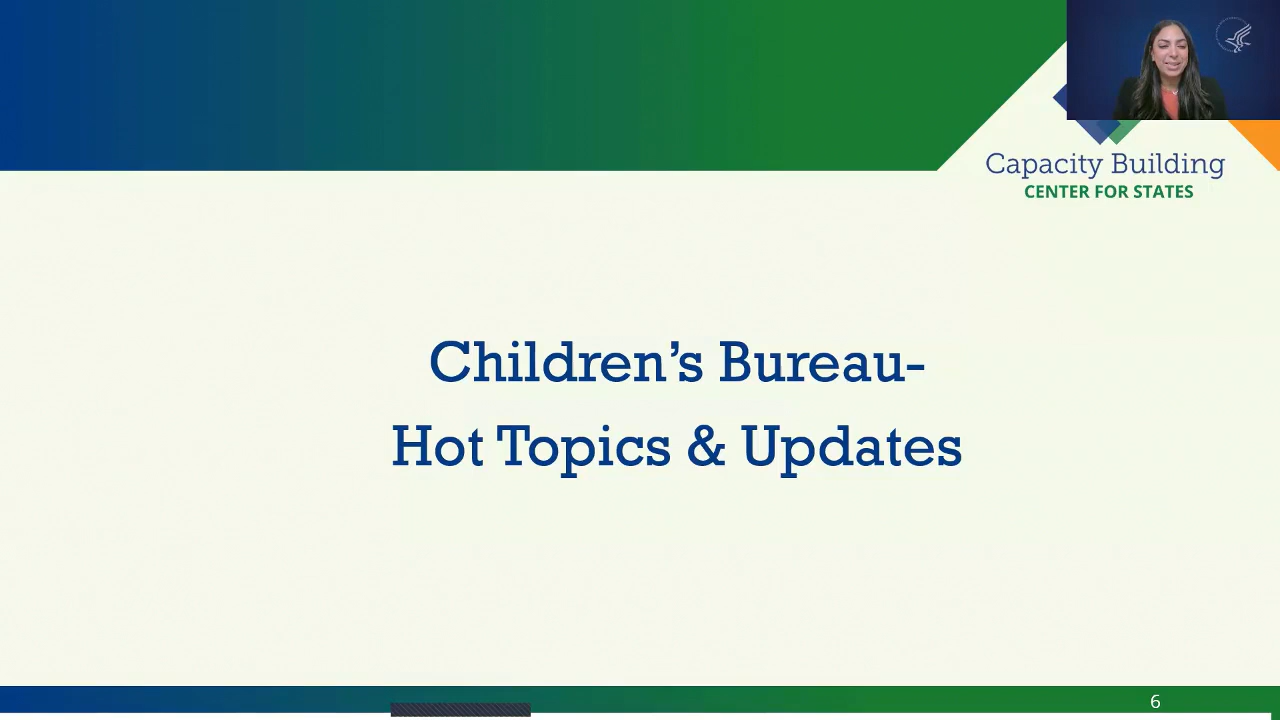 Capacity Building
CENTER FOR STATES
Children's Bureau-
Hot Topics & Updates
6